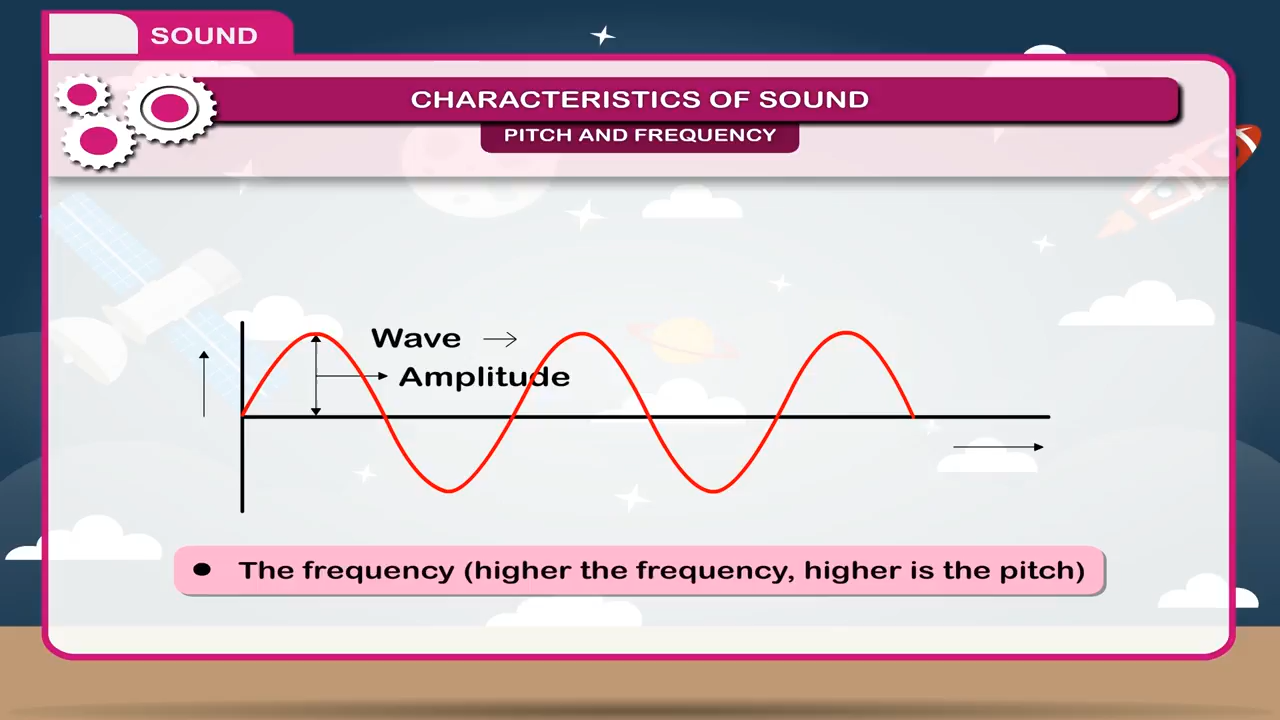 SOUND
CHARACTERISTICS OF SOUND
PITCH AND FREQUENCY
Wave
Amplitude
The frequency (higher the frequency, higher is the pitch)